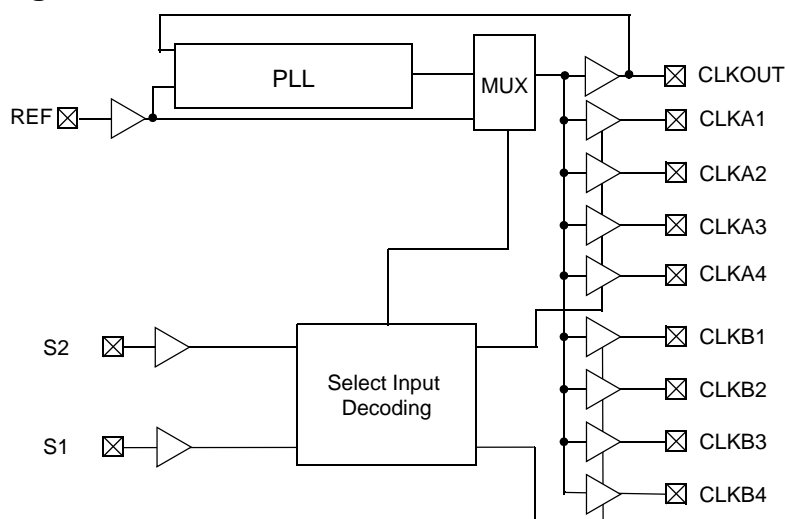 PLL
MUX
CLKOUT
REF
CLKA1
CLKA2
CLKA3
CLKA4
S2
CLKB1
Select Input
Decoding
CLKB2
S1
CLKB3
CLKB4